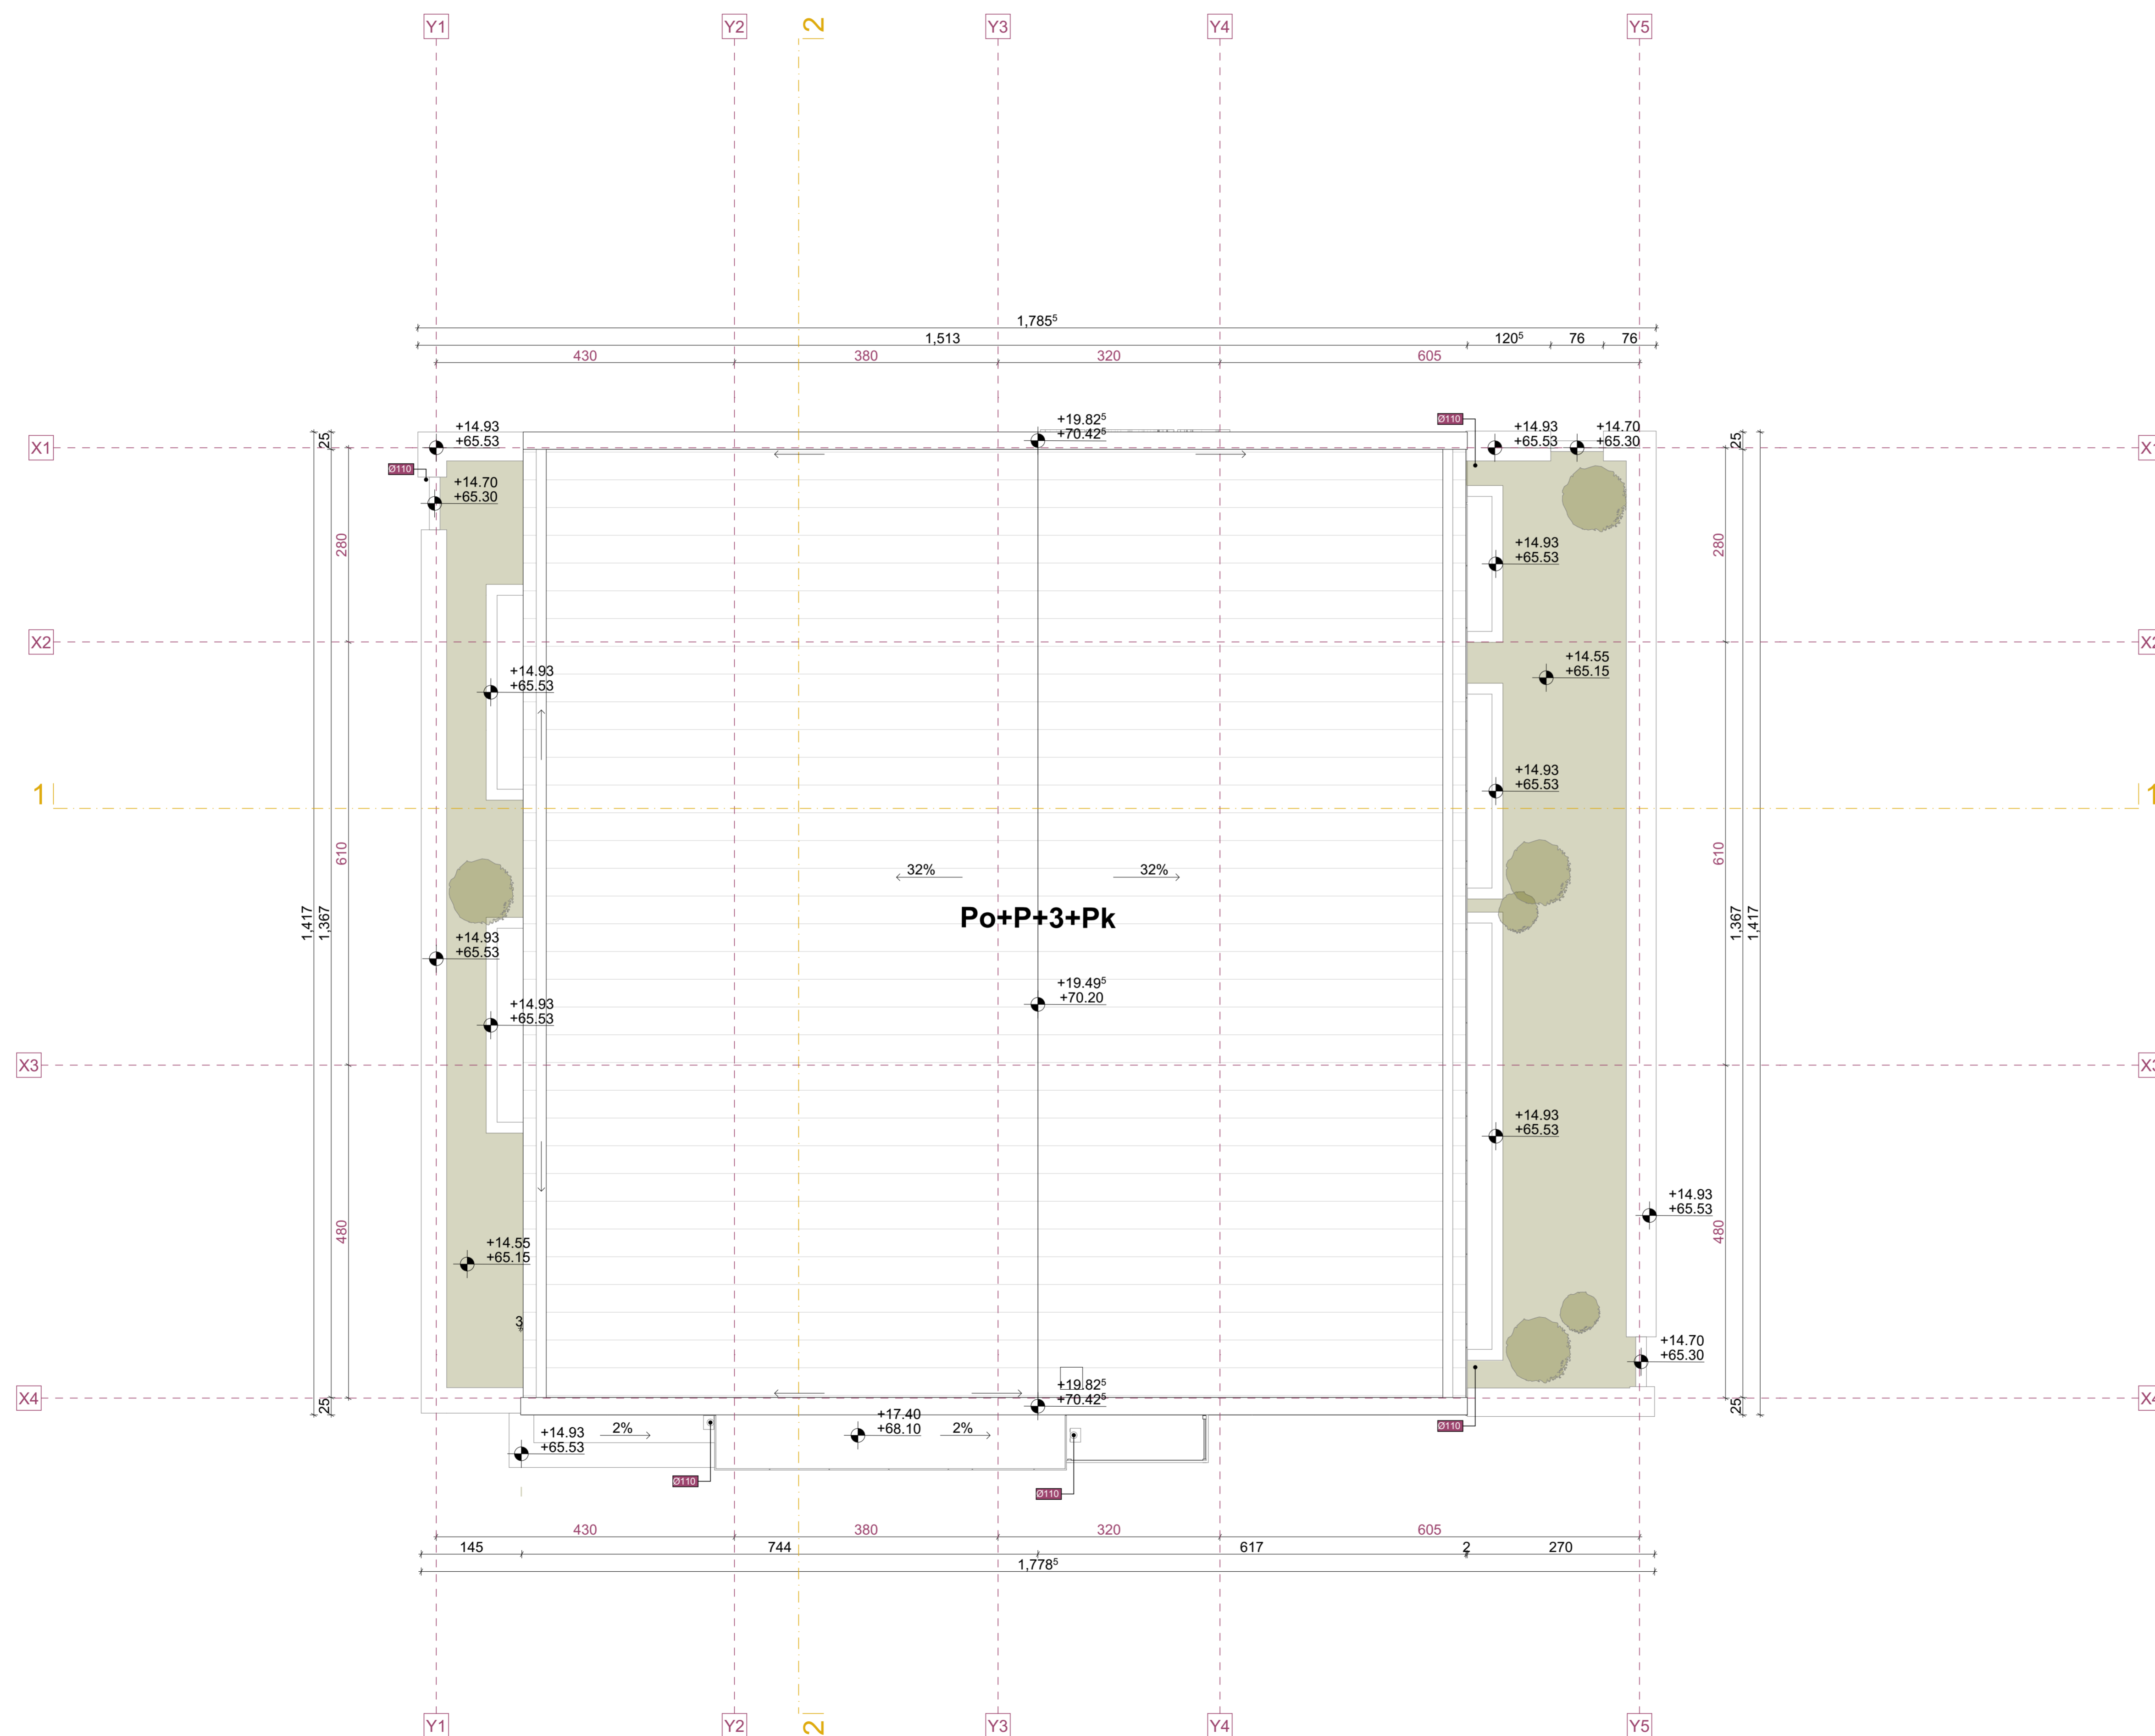 Y1 Y2 2 Y3 Y4 Y5
1,785⁵
1,513 120⁵ 76 76
430 380 320 605
+14.93
+65.53
+19.82⁵
+70.42⁵
Ø110
+14.93
+65.53
+14.70
+65.30
X1 25 25 X1
Ø110
+14.70
+65.30
280 280
+14.93
+65.53
X2 X2
+14.93
+65.53
+14.55
+65.15
+14.93
+65.53
1 1
610 610
32% 32%
Po+P+3+Pk
1,417 1,367 1,367 1,417
+14.93
+65.53
+19.49⁵
+70.20
+14.93
+65.53
X3 X3
+14.93
+65.53
+14.93
+65.53
480 480
+14.55
+65.15
3
+14.70
+65.30
X4 25 25 X4
+19.82⁵
+70.42⁵
+14.93
+65.53
2%
+17.40
+68.10
2%
Ø110
Ø110
Ø110
430 380 320 605
145 744 617 2 270
1,778⁵
Y1 Y2 2 Y3 Y4 Y5